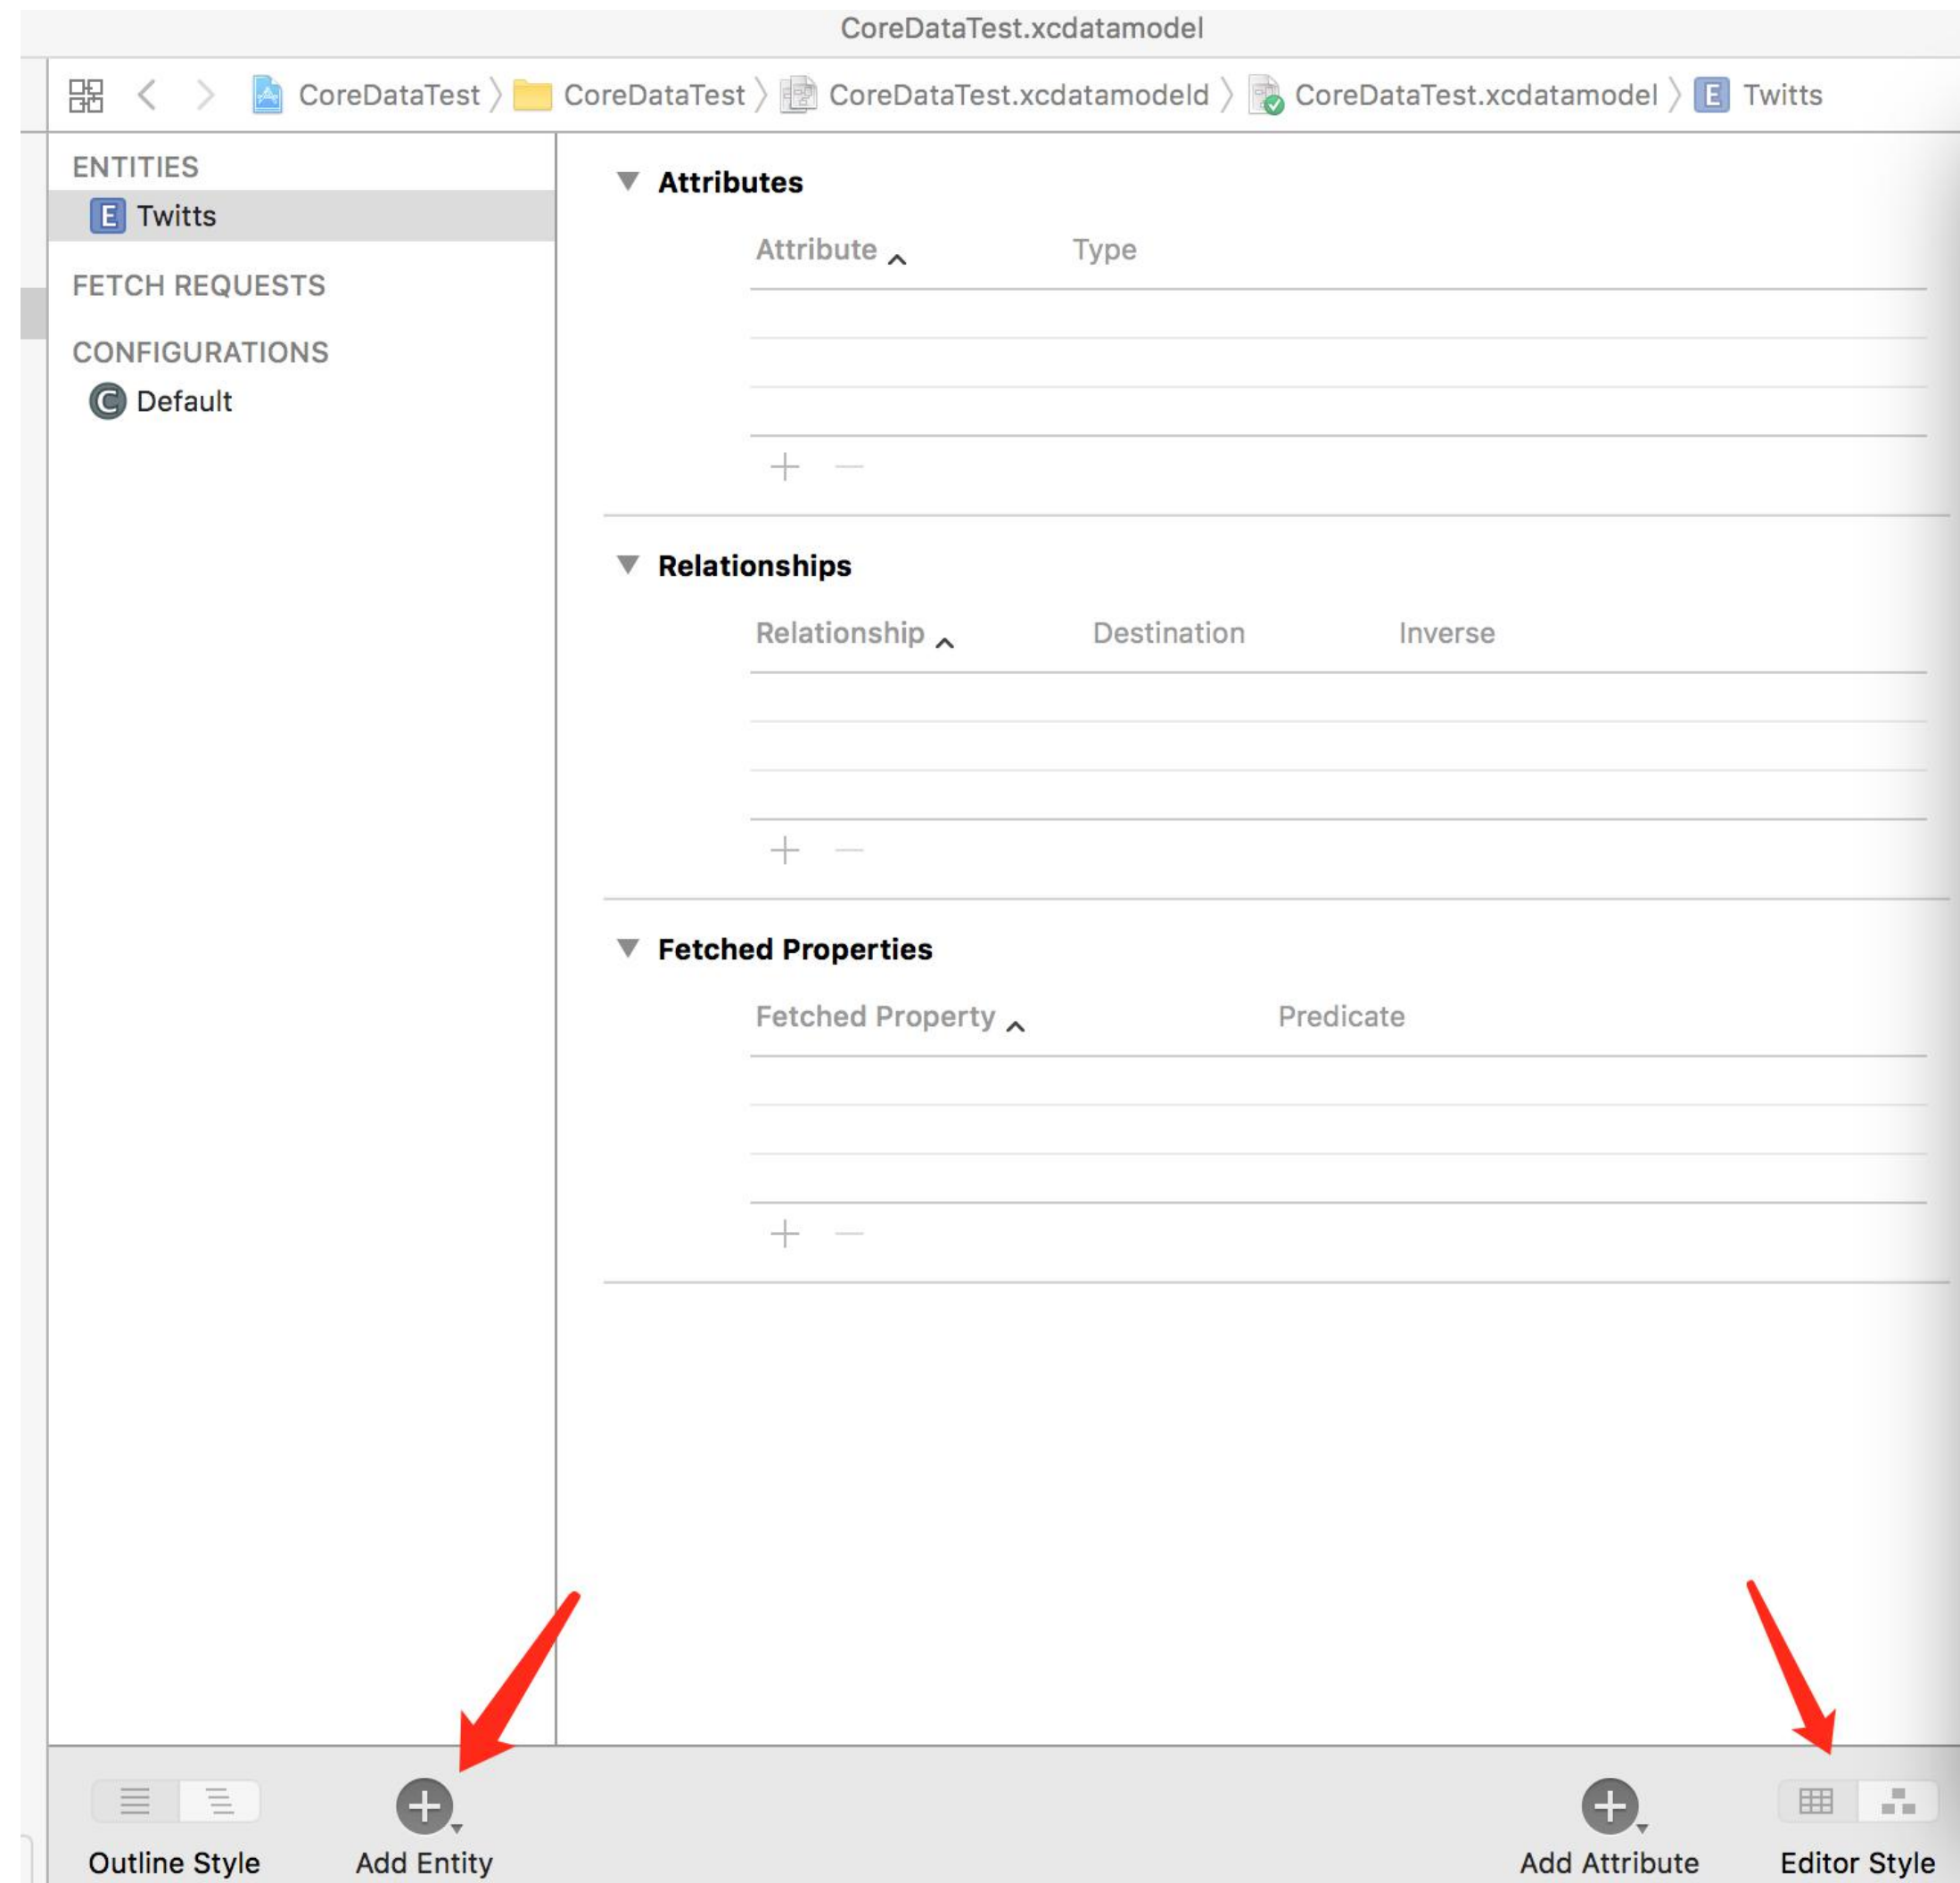 CoreDataTest.xcdatamodel
CoreDataTest CoreDataTest CoreDataTest.xcdatamodeld CoreDataTest.xcdatamodel E Twitts
ENTITIES
E Twitts
FETCH REQUESTS
CONFIGURATIONS
C Default
Attributes
Attribute Type
Relationships
Relationship Destination Inverse
Fetched Properties
Fetched Property Predicate
Outline Style Add Entity Add Attribute Editor Style